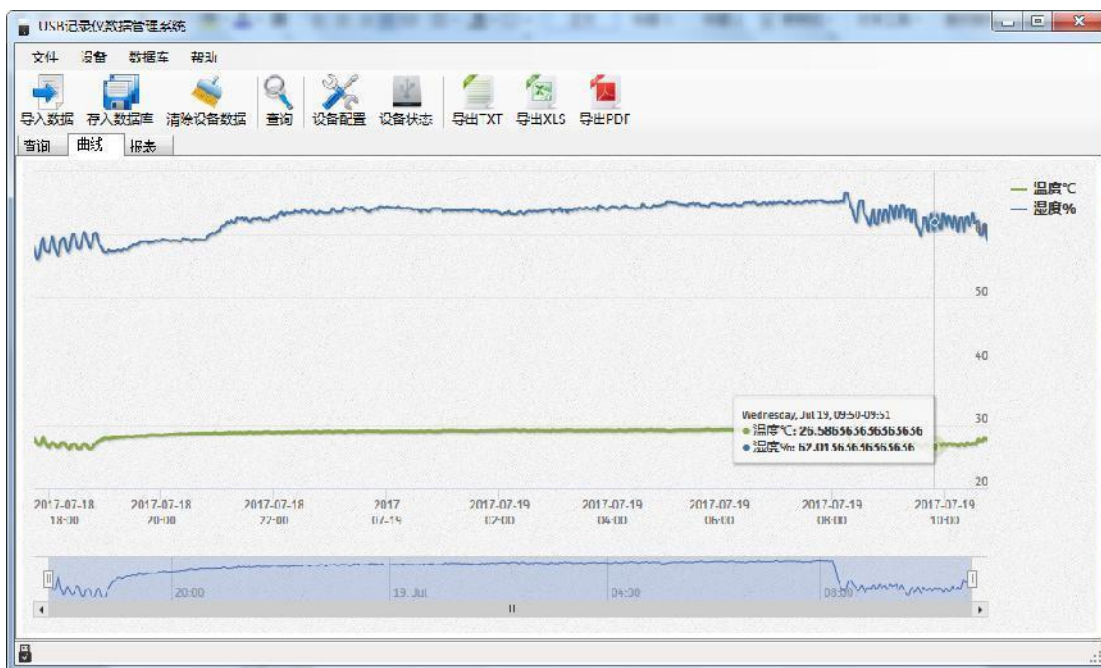 USB记录仪数据管理系统
文件 设备 数据库 帮助
导入数据 存入数据库 清除设备数据 查询 设备配置 设备状态 导出TXT 导出XLS 导出PDF
查询 曲线 报表
温度℃
湿度%
60
50
40
30
20
Wednesday, Jul 19, 09:50-09:51
温度℃: 26.586363636363636
湿度%: 62.01363636363636
2017-07-18 18:00
2017-07-18 20:00
2017-07-18 22:00
2017 07-19
2017-07-19 02:00
2017-07-19 04:00
2017-07-19 06:00
2017-07-19 08:00
2017-07-19 10:00
20:00 19. Jul 04:00 08:00